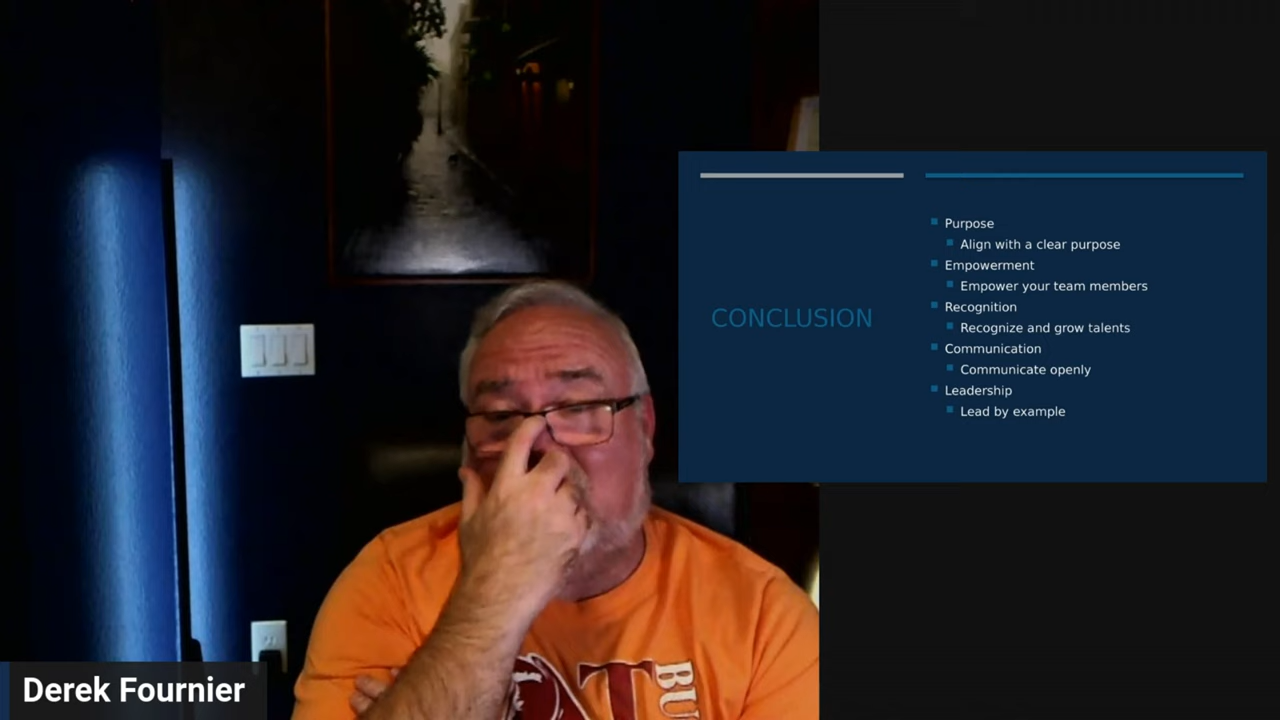 CONCLUSION
Purpose
Align with a clear purpose
Empowerment
Empower your team members
Recognition
Recognize and grow talents
Communication
Communicate openly
Leadership
Lead by example
T
BU
Derek Fournier